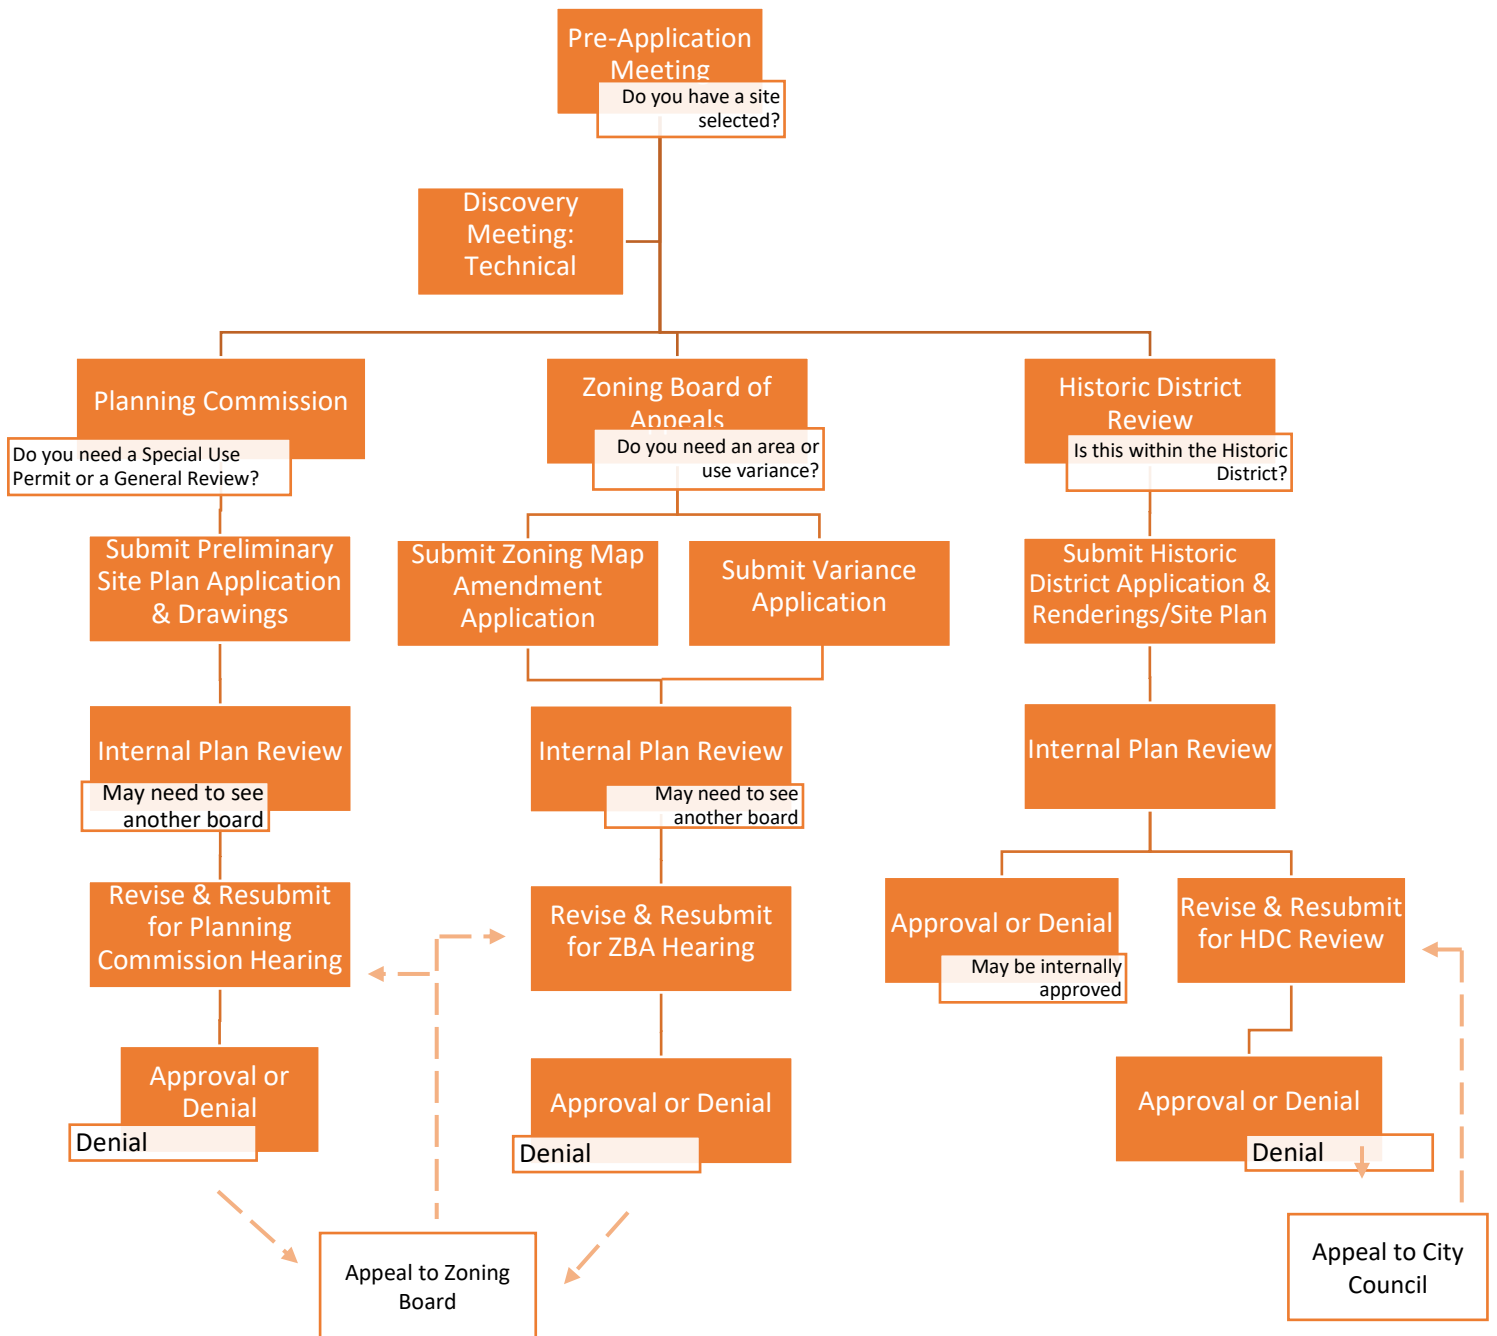 Pre-Application
Meeting
Do you have a site
selected?
Discovery
Meeting:
Technical
Planning Commission
Do you need a Special Use
Permit or a General Review?
Submit Preliminary
Site Plan Application
& Drawings
Internal Plan Review
May need to see
another board
Revise & Resubmit
for Planning
Commission Hearing
Approval or
Denial
Denial
Zoning Board of
Appeals
Do you need an area or
use variance?
Submit Zoning Map
Amendment
Application
Submit Variance
Application
Internal Plan Review
May need to see
another board
Revise & Resubmit
for ZBA Hearing
Approval or Denial
Denial
Appeal to Zoning
Board
Historic District
Review
Is this within the Historic
District?
Submit Historic
District Application &
Renderings/Site Plan
Internal Plan Review
Approval or Denial
May be internally
approved
Revise & Resubmit
for HDC Review
Approval or Denial
Denial
Appeal to City
Council